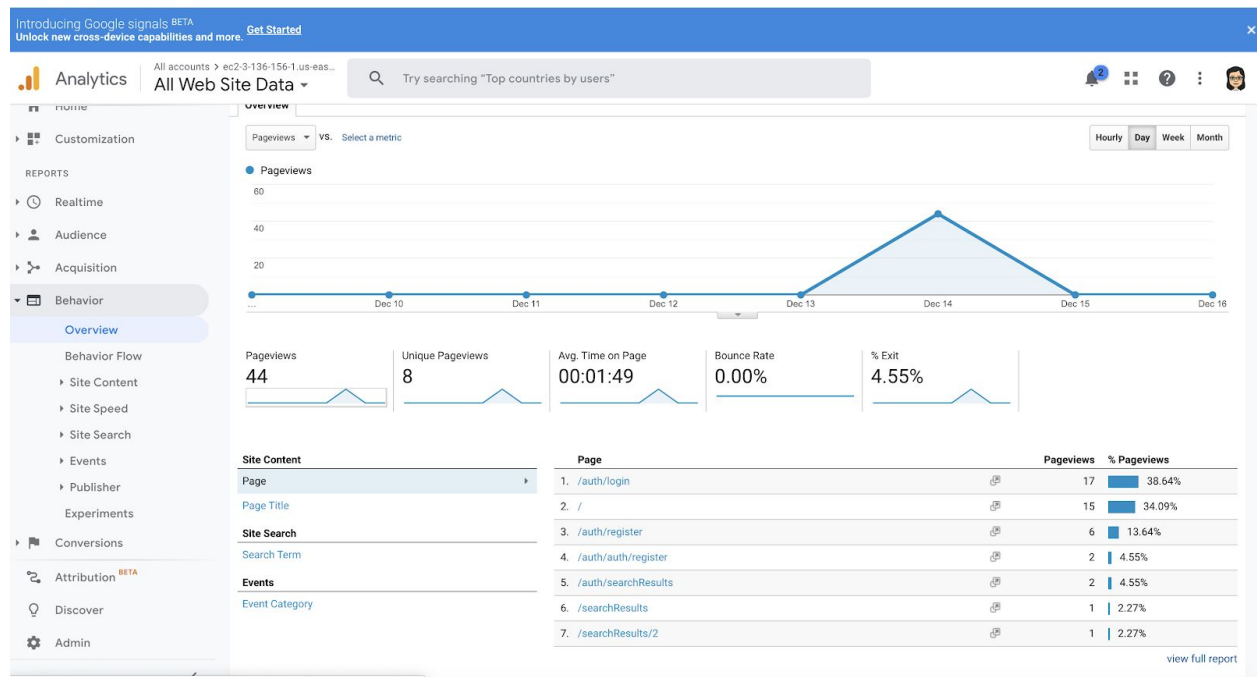 Introducing Google signals BETA
Unlock new cross-device capabilities and more. Get Started
Analytics
All accounts > ec2-3-136-156-1.us-eas...
All Web Site Data
Try searching "Top countries by users"
2
Home
Customization
REPORTS
Realtime
Audience
Acquisition
Behavior
Overview
Behavior Flow
Site Content
Site Speed
Site Search
Events
Publisher
Experiments
Conversions
Attribution BETA
Discover
Admin
Overview
Pageviews VS. Select a metric
Hourly Day Week Month
Pageviews
60
40
20
... Dec 10 Dec 11 Dec 12 Dec 13 Dec 14 Dec 15 Dec 16
Pageviews
44
Unique Pageviews
8
Avg. Time on Page
00:01:49
Bounce Rate
0.00%
% Exit
4.55%
Site Content
Page
Page Title
Site Search
Search Term
Events
Event Category
Page Pageviews % Pageviews
1. /auth/login 17 38.64%
2. / 15 34.09%
3. /auth/register 6 13.64%
4. /auth/auth/register 2 4.55%
5. /auth/searchResults 2 4.55%
6. /searchResults 1 2.27%
7. /searchResults/2 1 2.27%
view full report